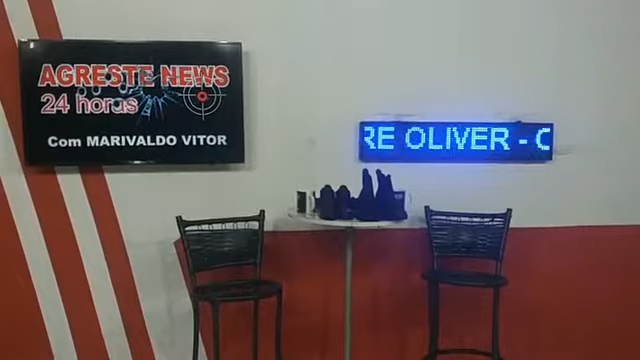 AGRESTE NEWS
24 horas
Com MARIVALDO VITOR
RE OLIVER - C